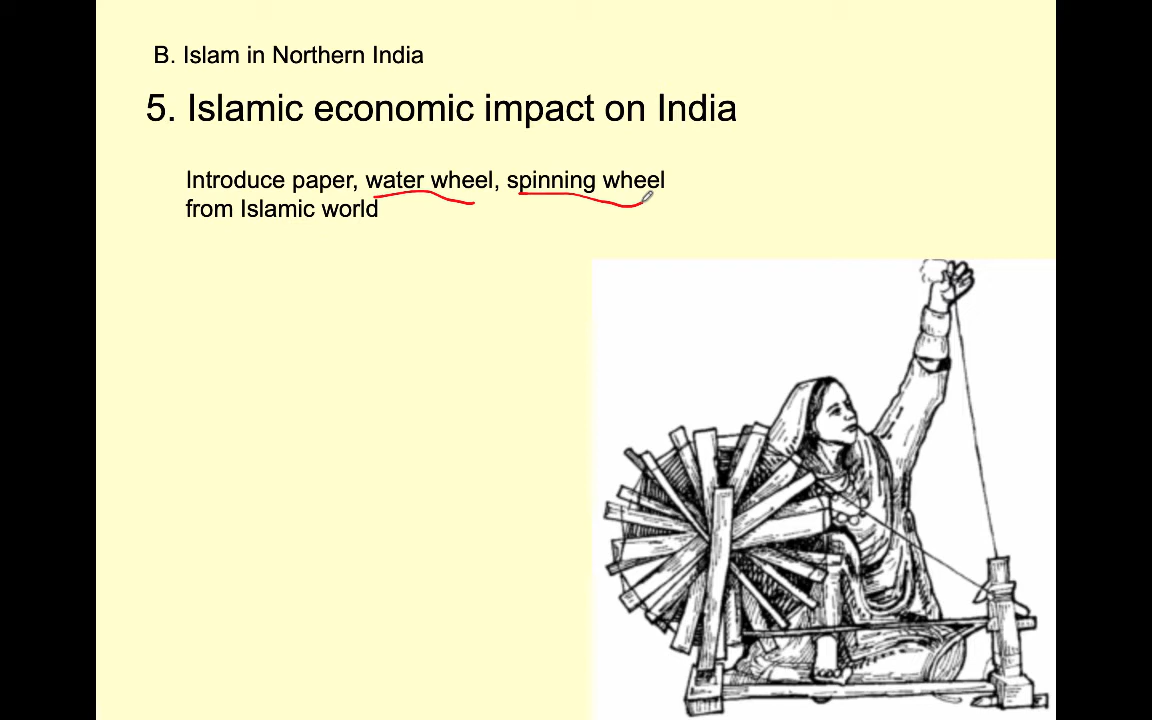 B. Islam in Northern India
5. Islamic economic impact on India
Introduce paper, water wheel, spinning wheel
from Islamic world